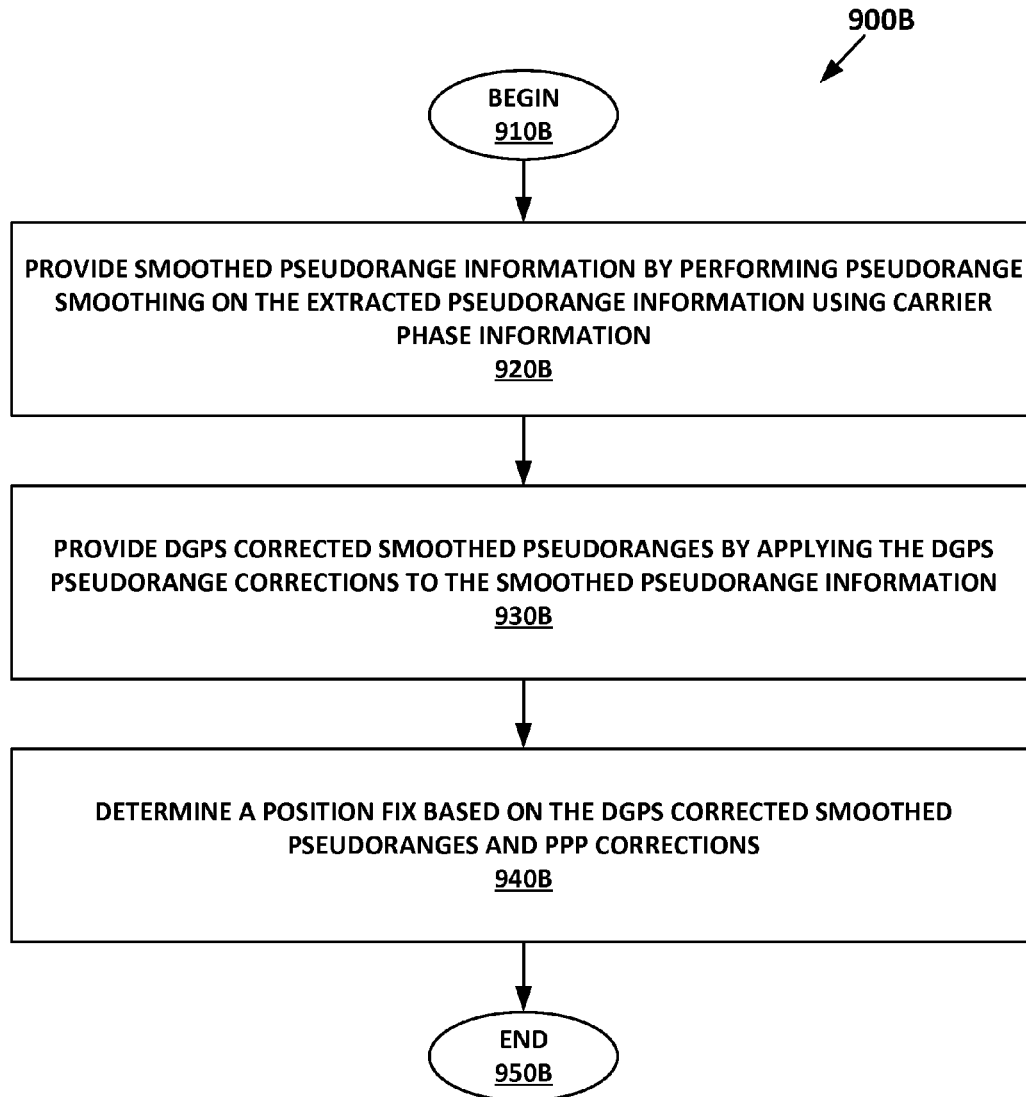 900B
BEGIN
910B
PROVIDE SMOOTHED PSEUDORANGE INFORMATION BY PERFORMING PSEUDORANGE
SMOOTHING ON THE EXTRACTED PSEUDORANGE INFORMATION USING CARRIER
PHASE INFORMATION
920B
PROVIDE DGPS CORRECTED SMOOTHED PSEUDORANGES BY APPLYING THE DGPS
PSEUDORANGE CORRECTIONS TO THE SMOOTHED PSEUDORANGE INFORMATION
930B
DETERMINE A POSITION FIX BASED ON THE DGPS CORRECTED SMOOTHED
PSEUDORANGES AND PPP CORRECTIONS
940B
END
950B